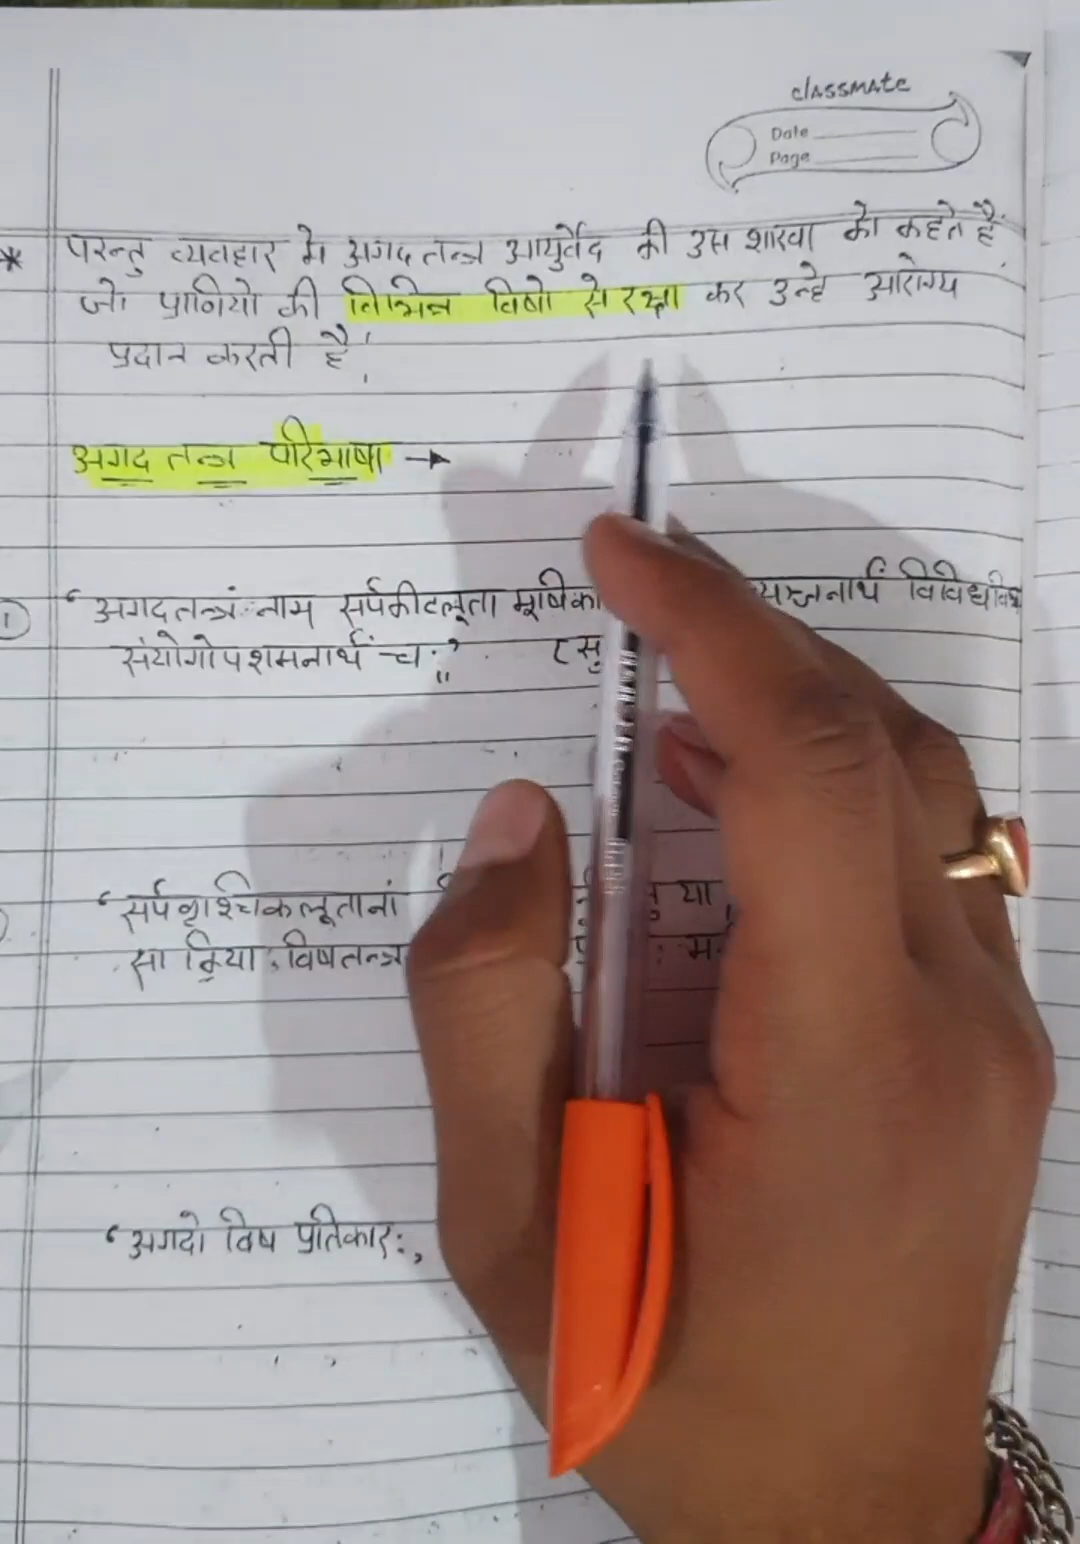 classmate
Date
Page
* परन्तु व्यवहार मे अगद तन्त्र आयुर्वेद की उस शाखा को कहते है,
जो प्राणियो की विभिन्न विषो से रक्षा कर उन्हे आरोग्य
प्रदान करती है!
अगद तन्त्र परिभाषा →
1 ‘अगदतन्त्रं नाम सर्पकीटलूता मूषिका विविधविष
संयोगोपशमनार्थं च।’ (सु
‘सर्पवृश्चिकलूतानां या
सा क्रिया विषतन्त्र
‘अगदो विष प्रतिकारः,